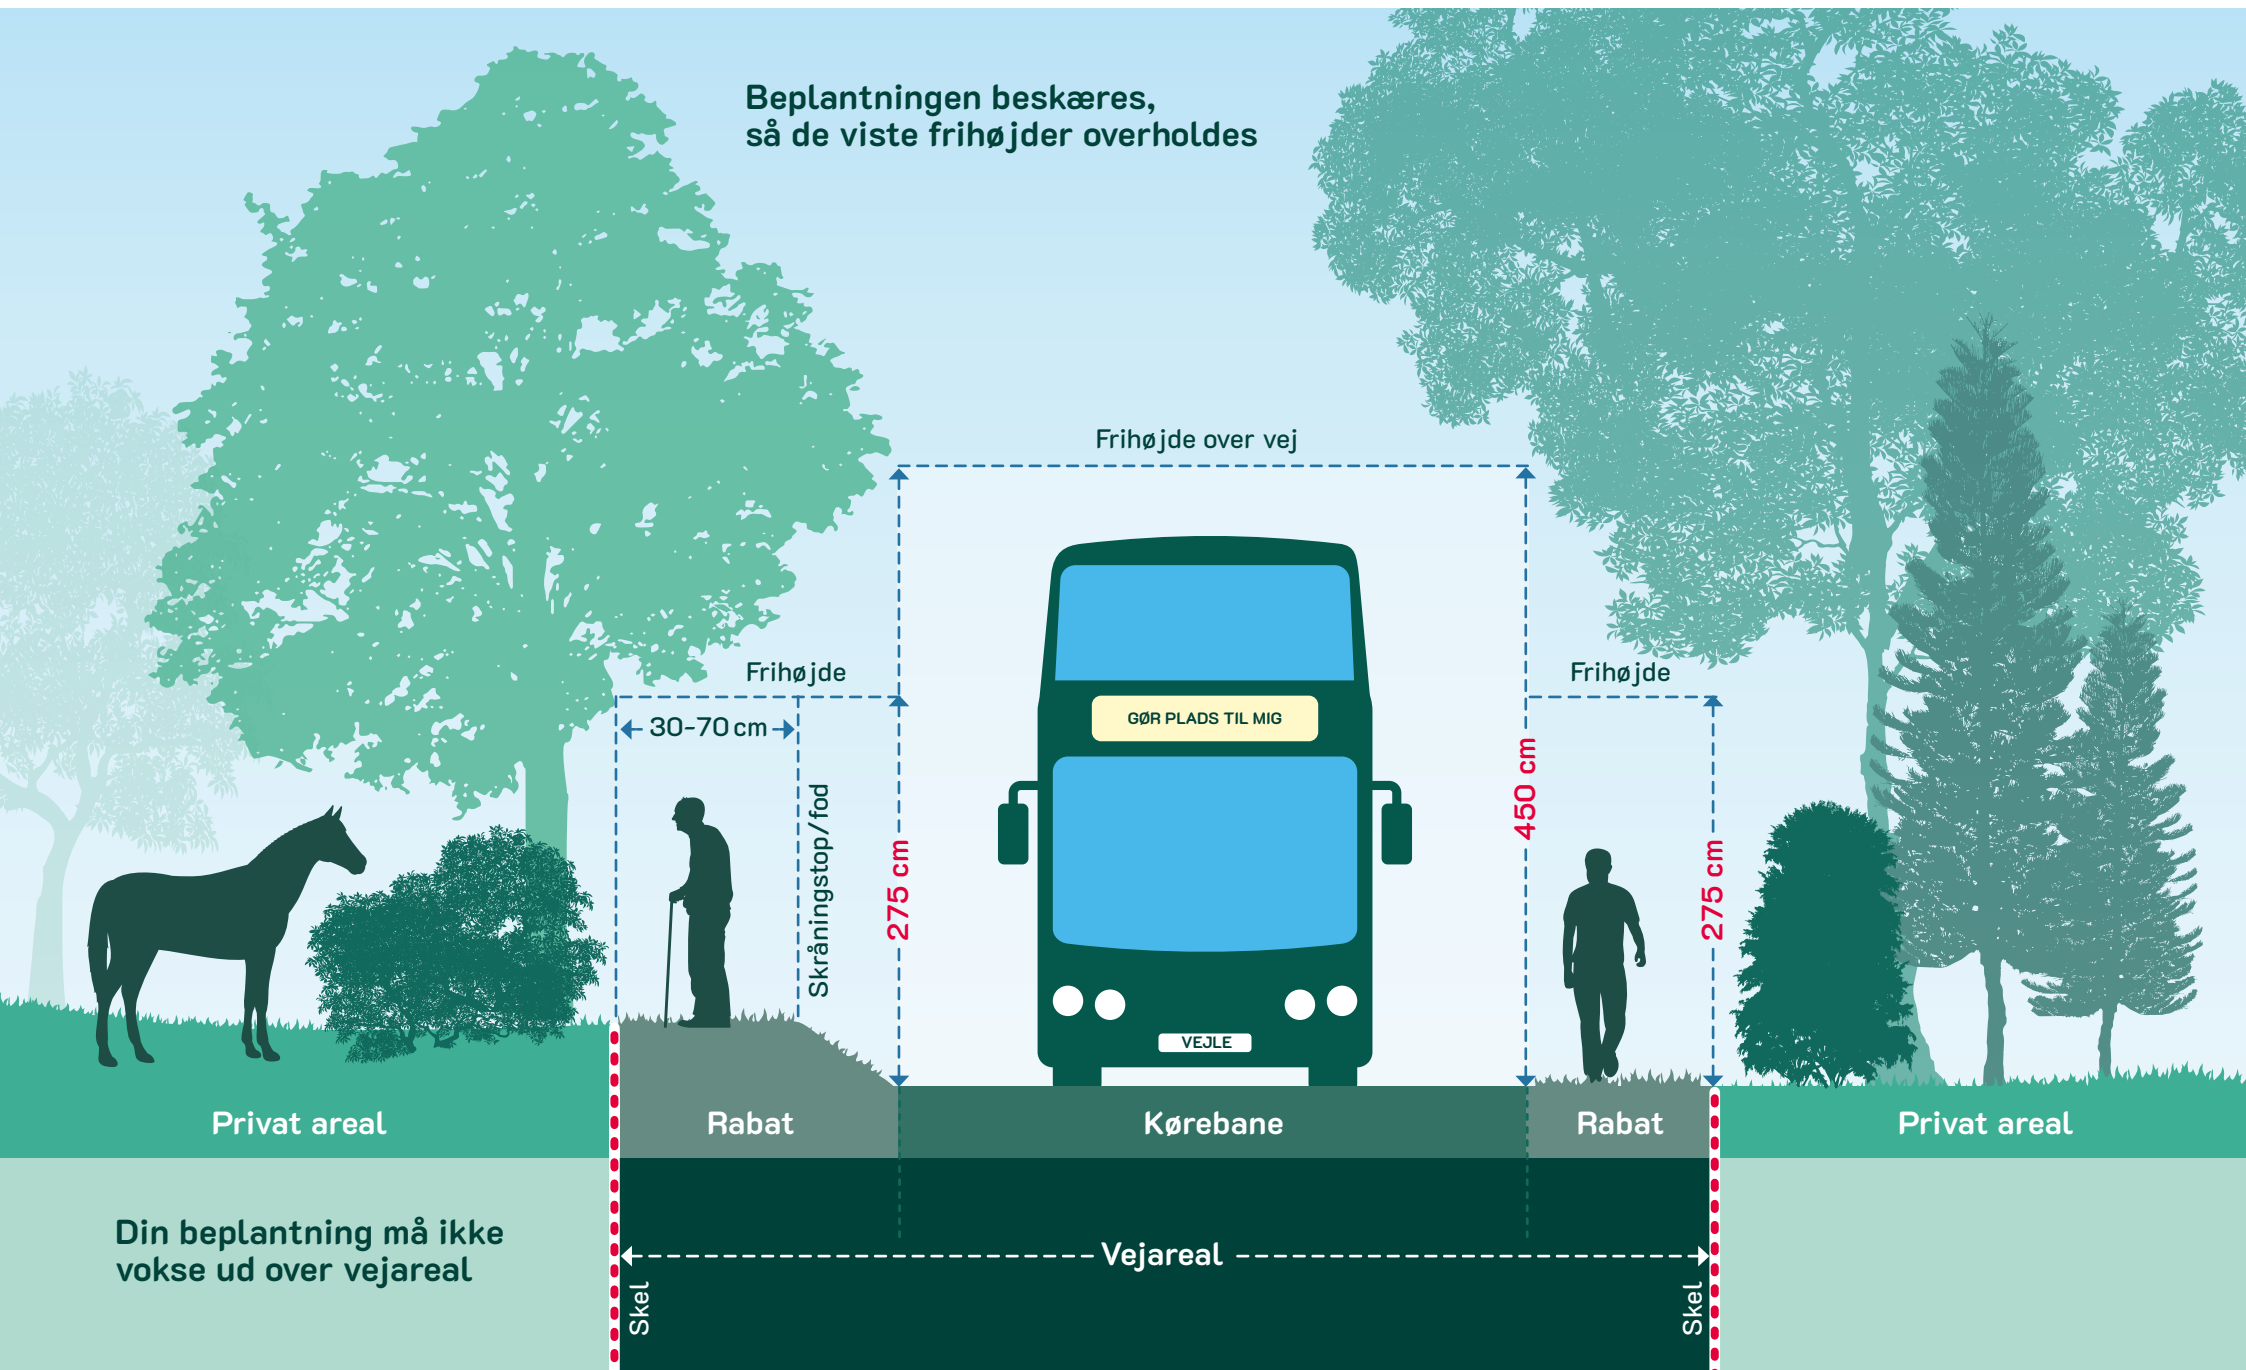 Beplantningen beskæres,
så de viste frihøjder overholdes
Frihøjde over vej
Frihøjde
Frihøjde
30-70 cm
GØR PLADS TIL MIG
Skråningstop/fod
275 cm
450 cm
275 cm
VEJLE
Privat areal
Rabat
Kørebane
Rabat
Privat areal
Din beplantning må ikke
vokse ud over vejareal
Vejareal
Skel
Skel